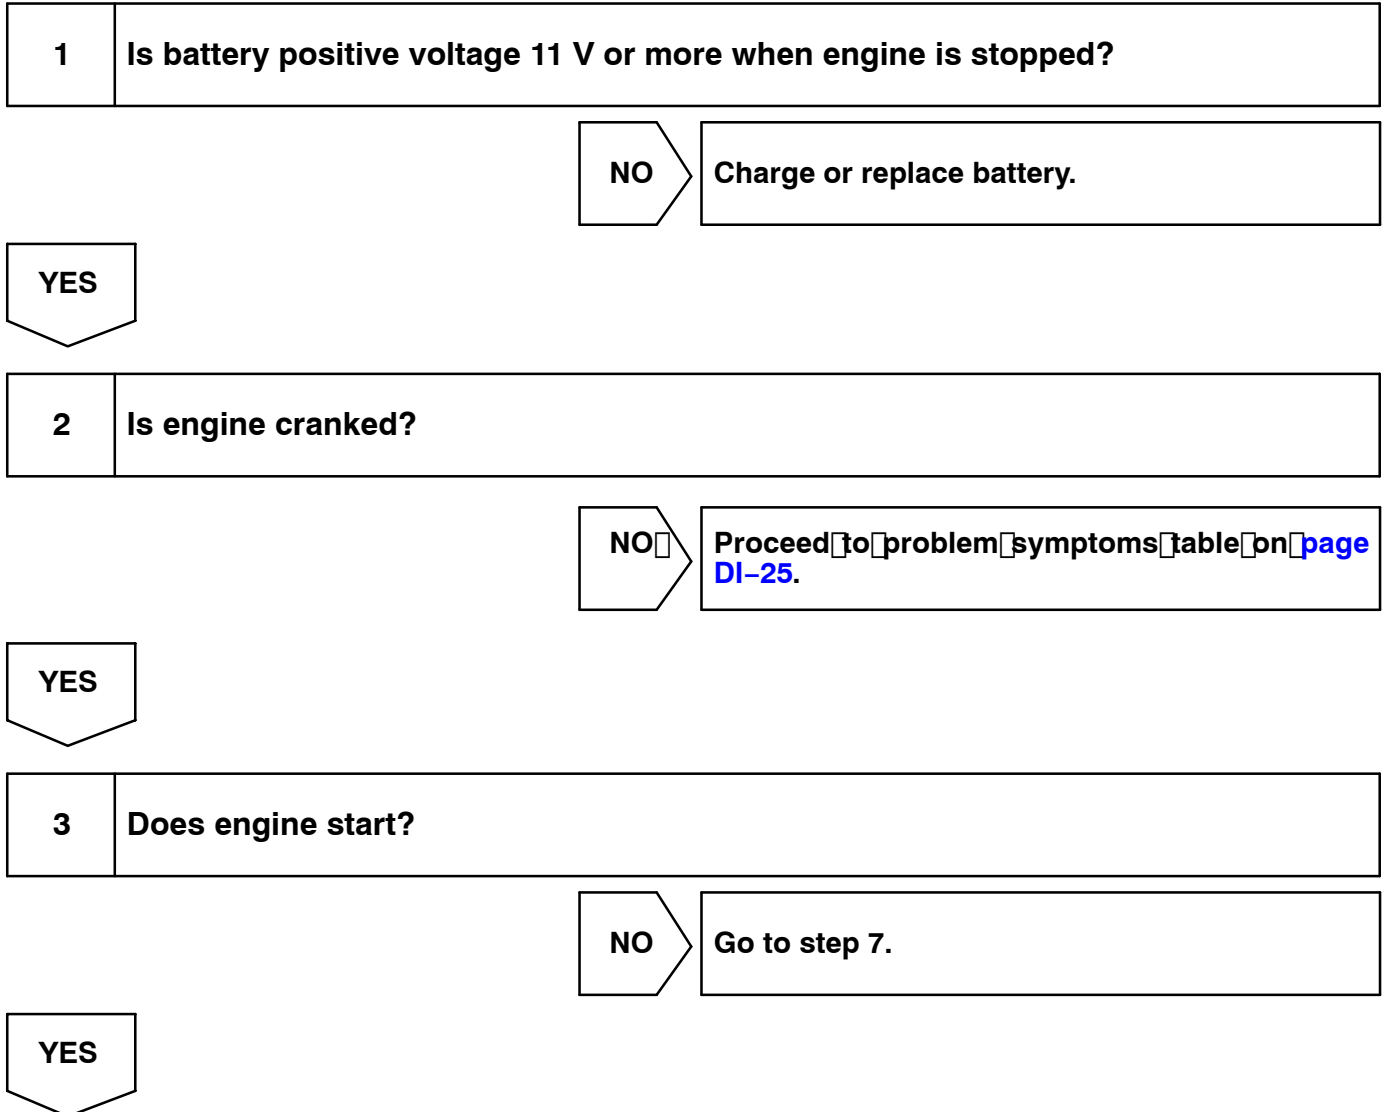 1 Is battery positive voltage 11 V or more when engine is stopped?
NO Charge or replace battery.
YES
2 Is engine cranked?
NO□ Proceed□to□problem□symptoms□table□on□page
DI–25.
YES
3 Does engine start?
NO Go to step 7.
YES